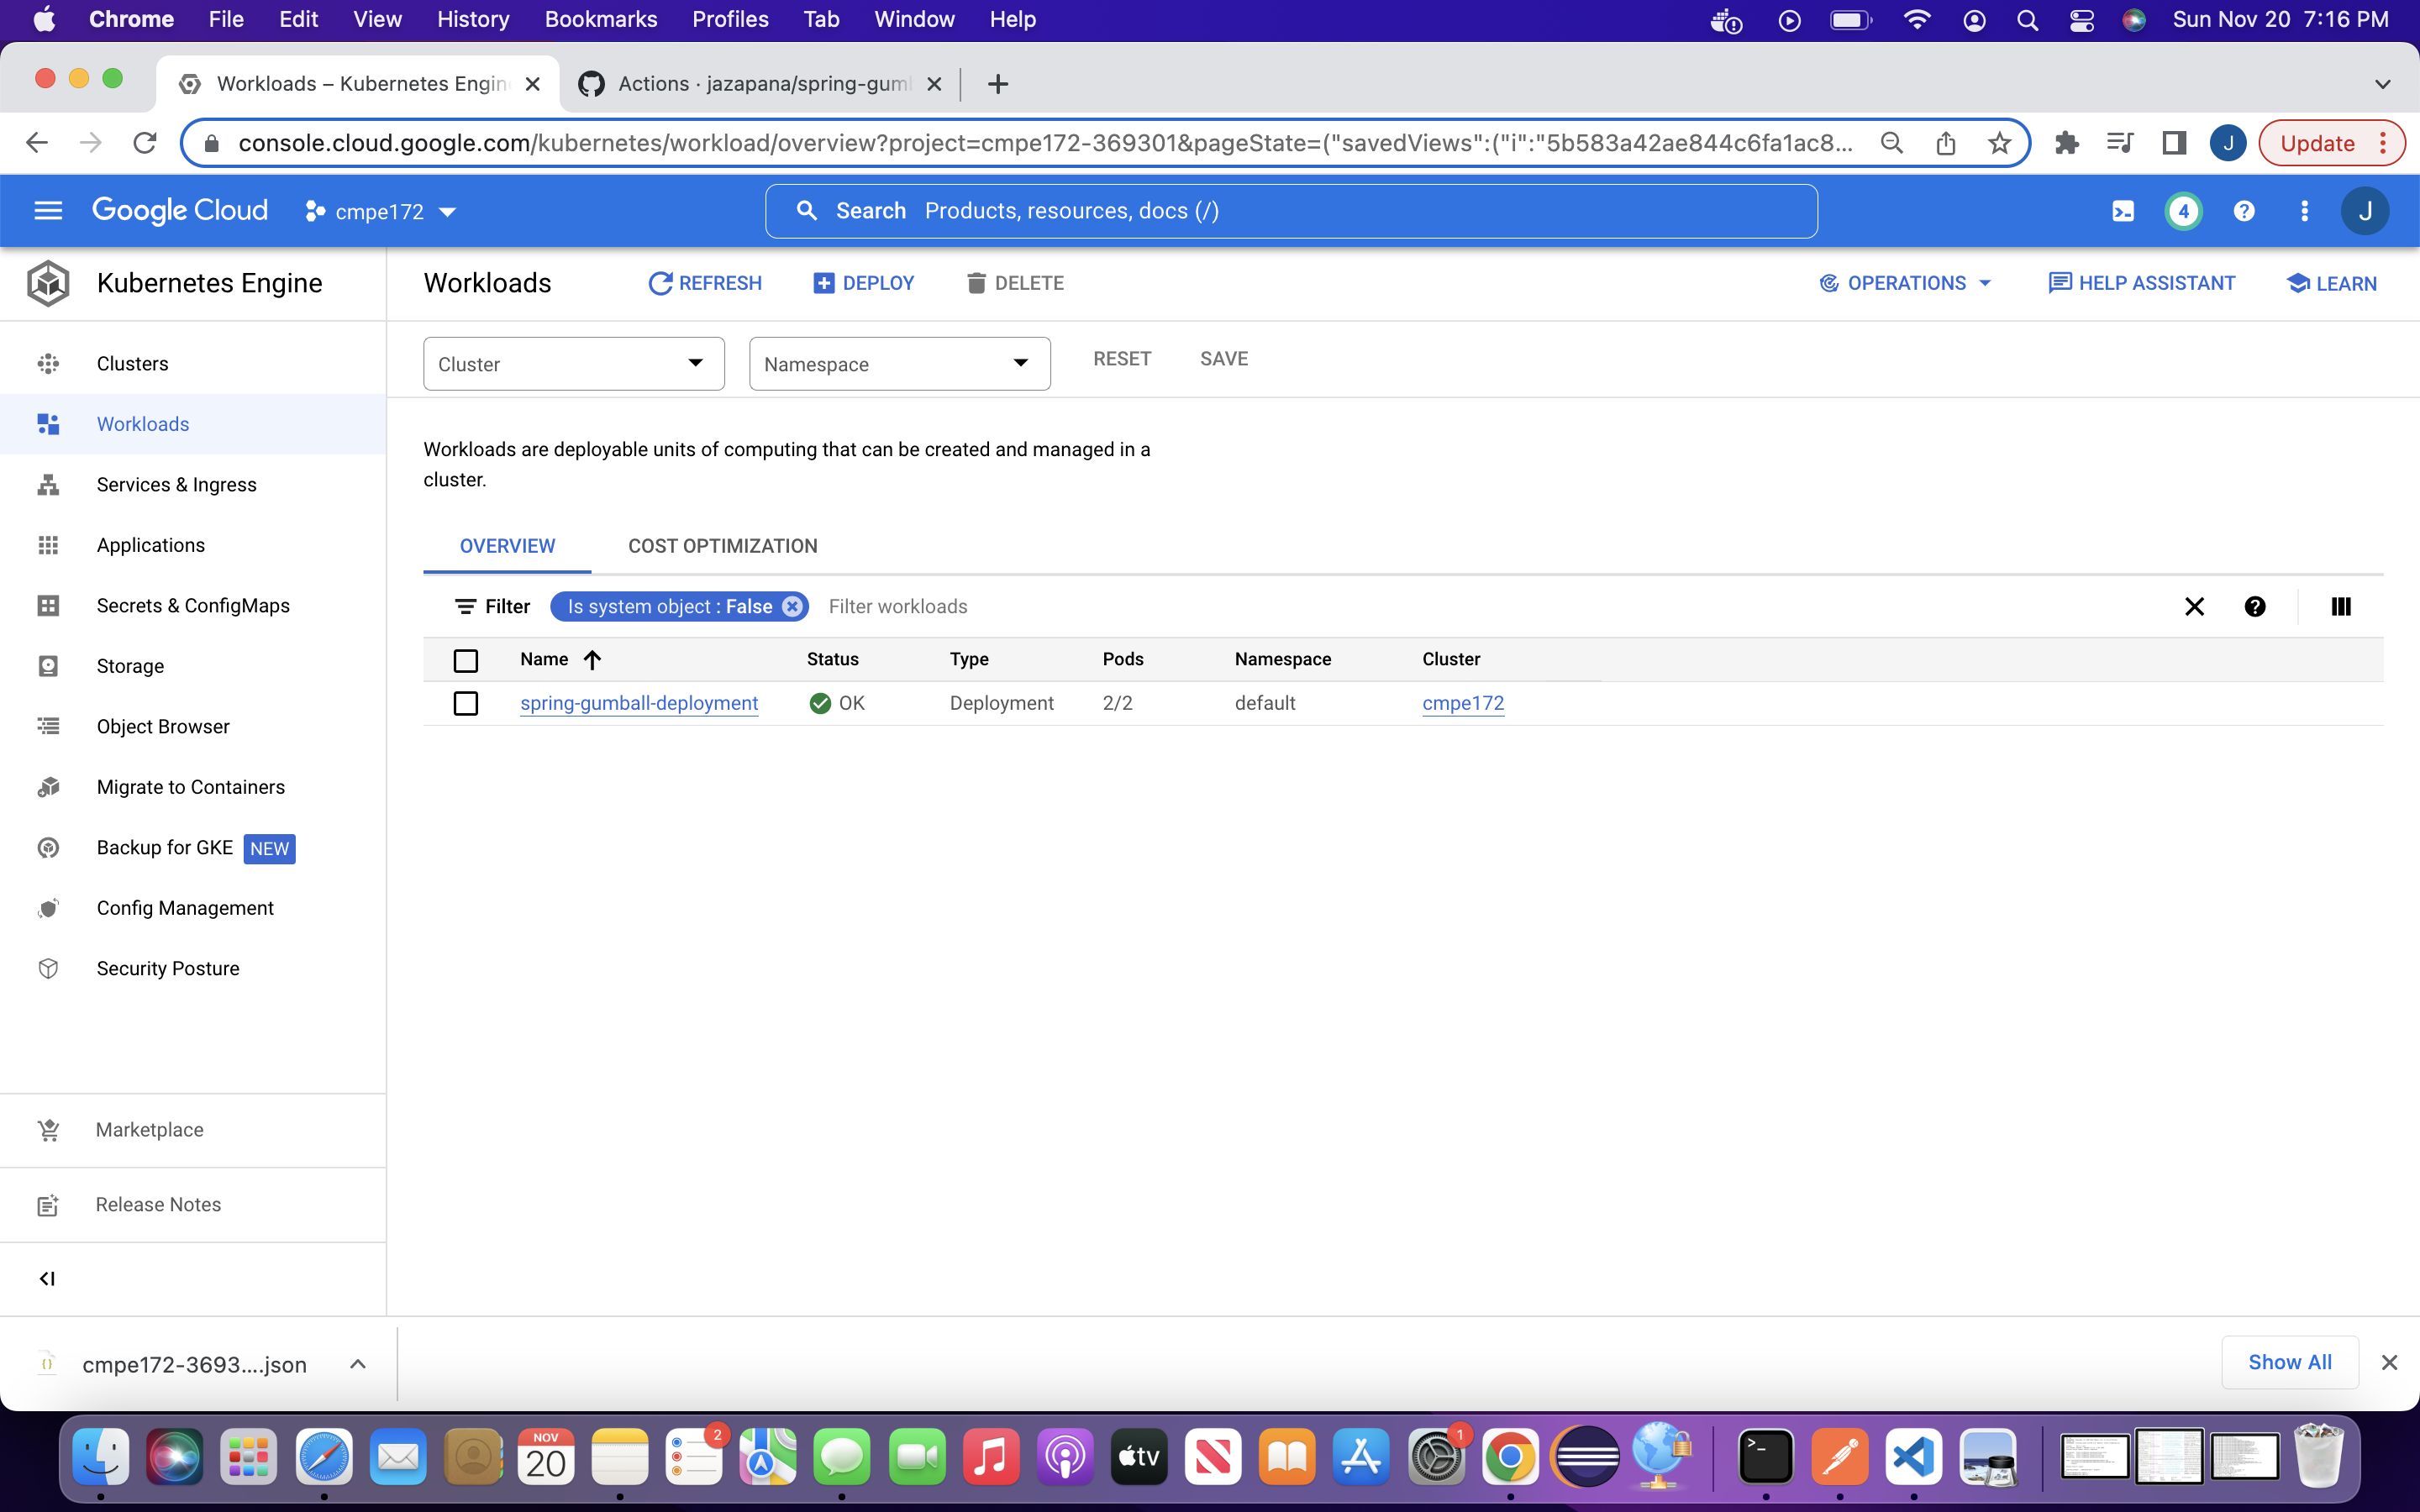 Chrome File Edit View History Bookmarks Profiles Tab Window Help Sun Nov 20 7:16 PM
Workloads – Kubernetes Engin
Actions · jazapana/spring-gum
console.cloud.google.com/kubernetes/workload/overview?project=cmpe172-369301&pageState=("savedViews":("i":"5b583a42ae844c6fa1ac8... J Update
Google Cloud cmpe172 Search Products, resources, docs (/) 4 ? J
Kubernetes Engine
Workloads REFRESH DEPLOY DELETE OPERATIONS HELP ASSISTANT LEARN
Clusters
Workloads
Services & Ingress
Applications
Secrets & ConfigMaps
Storage
Object Browser
Migrate to Containers
Backup for GKE NEW
Config Management
Security Posture
Marketplace
Release Notes
Cluster Namespace RESET SAVE
Workloads are deployable units of computing that can be created and managed in a
cluster.
OVERVIEW COST OPTIMIZATION
Filter Is system object : False Filter workloads
Name Status Type Pods Namespace Cluster
spring-gumball-deployment OK Deployment 2/2 default cmpe172
cmpe172-3693....json Show All
NOV
20
2
tv
1